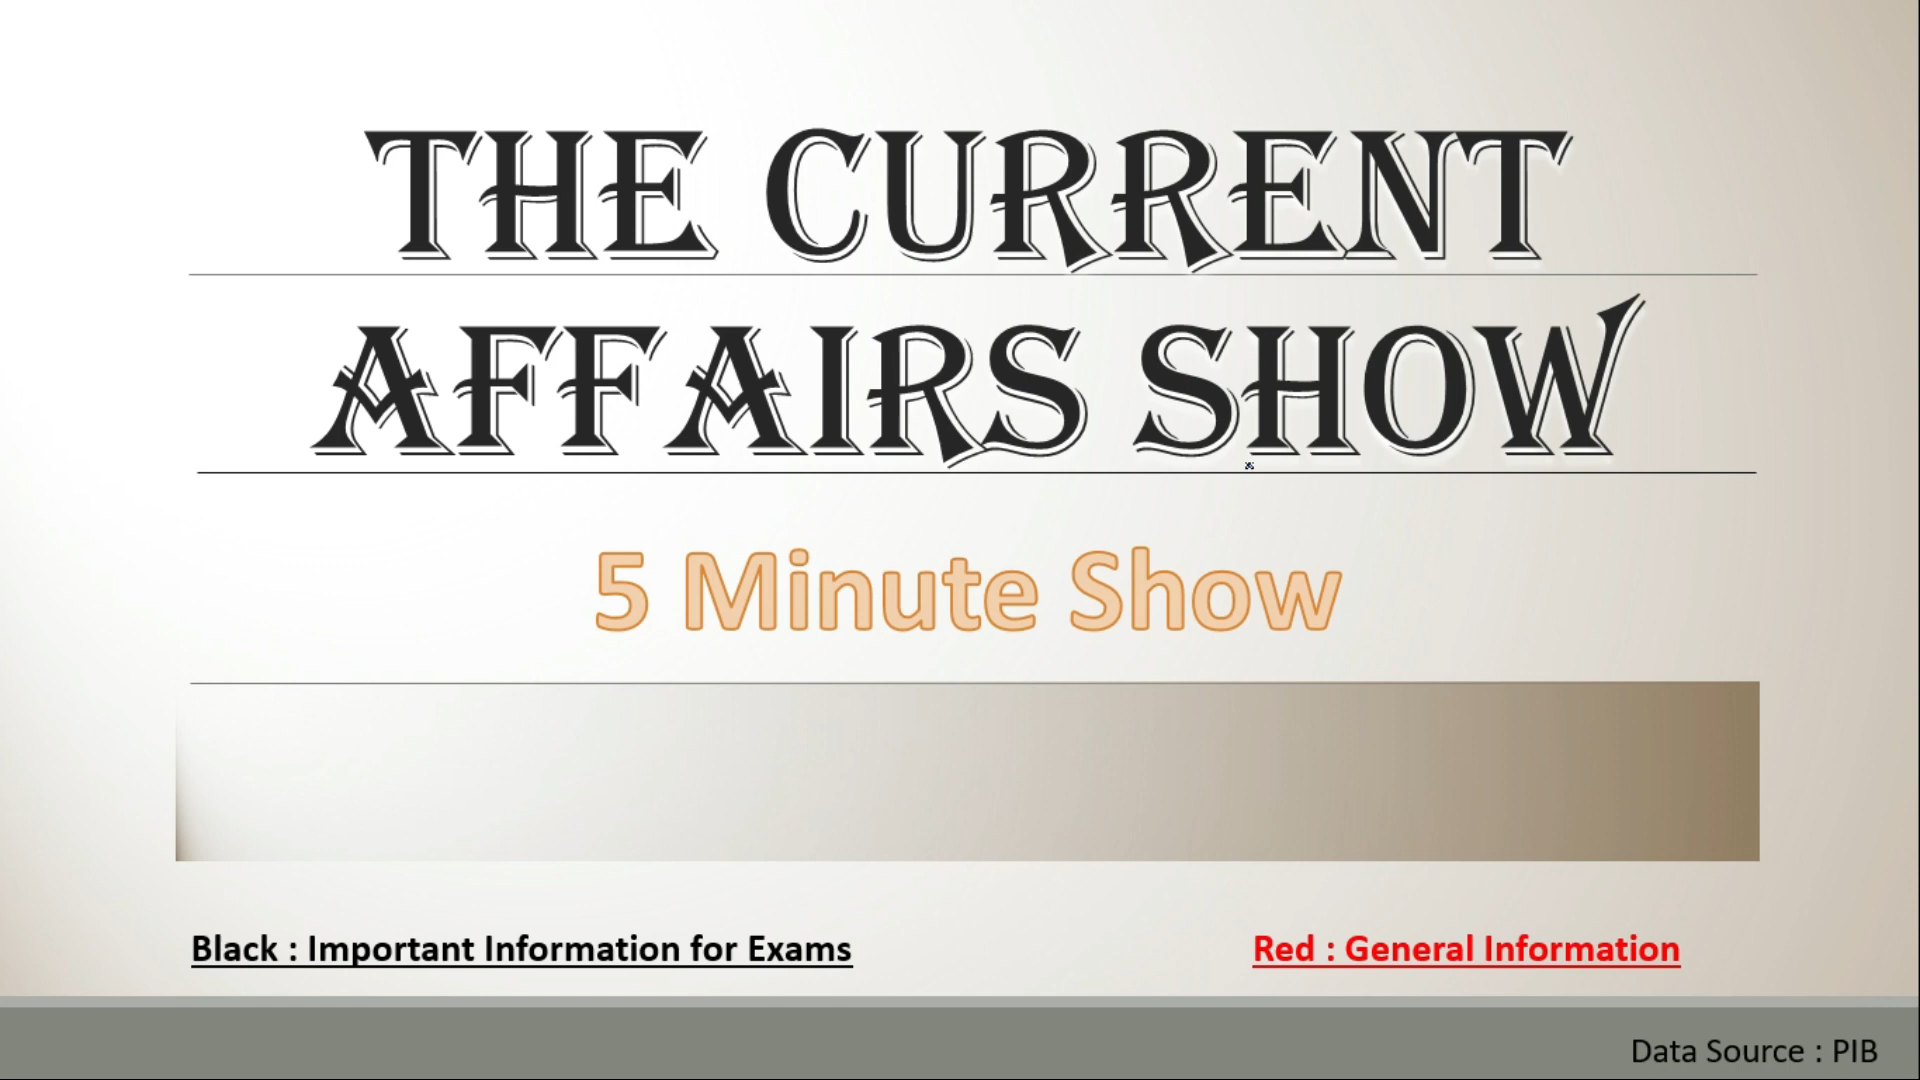 THE CURRENT
AFFAIRS SHOW
5 Minute Show
Black : Important Information for Exams
Red : General Information
Data Source : PIB